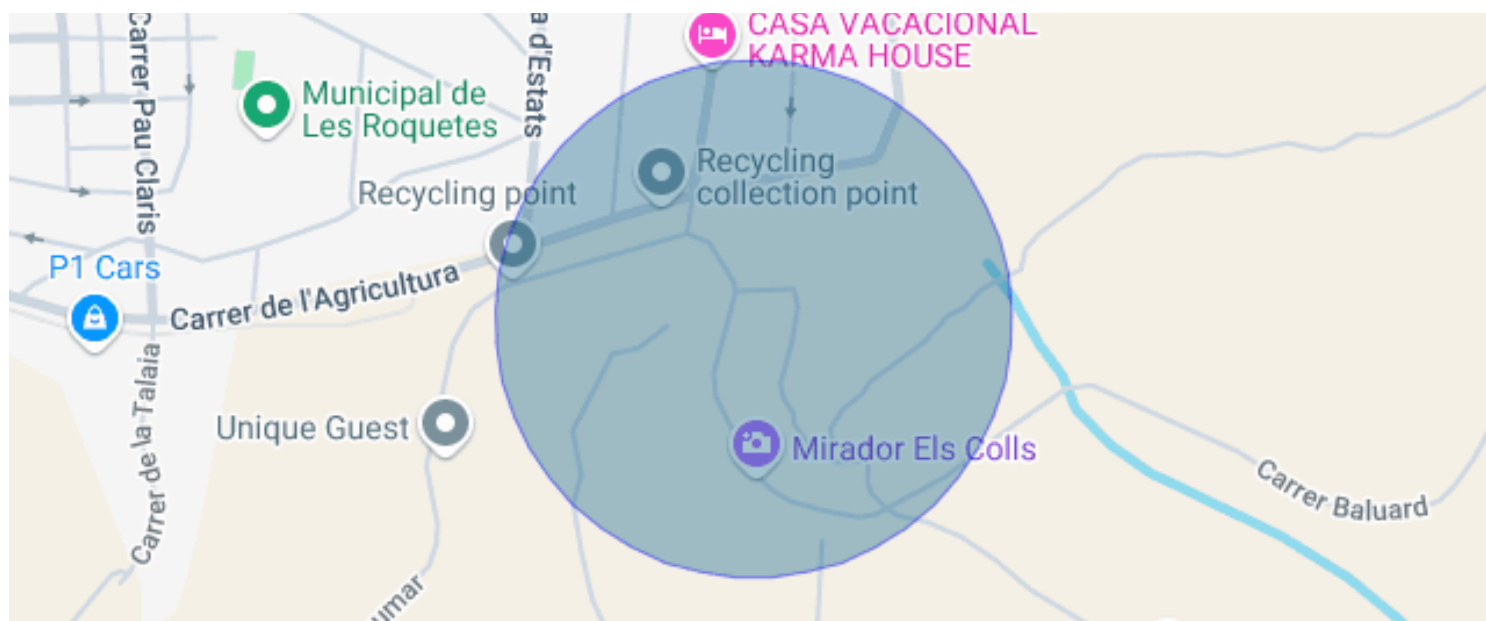 Carrer Pau Claris
a d'Estats
CASA VACACIONAL
KARMA HOUSE
Municipal de
Les Roquetes
Recycling
collection point
Recycling point
P1 Cars
Carrer de l'Agricultura
Carrer de la Talaia
Unique Guest
Mirador Els Colls
Carrer Baluard
umar